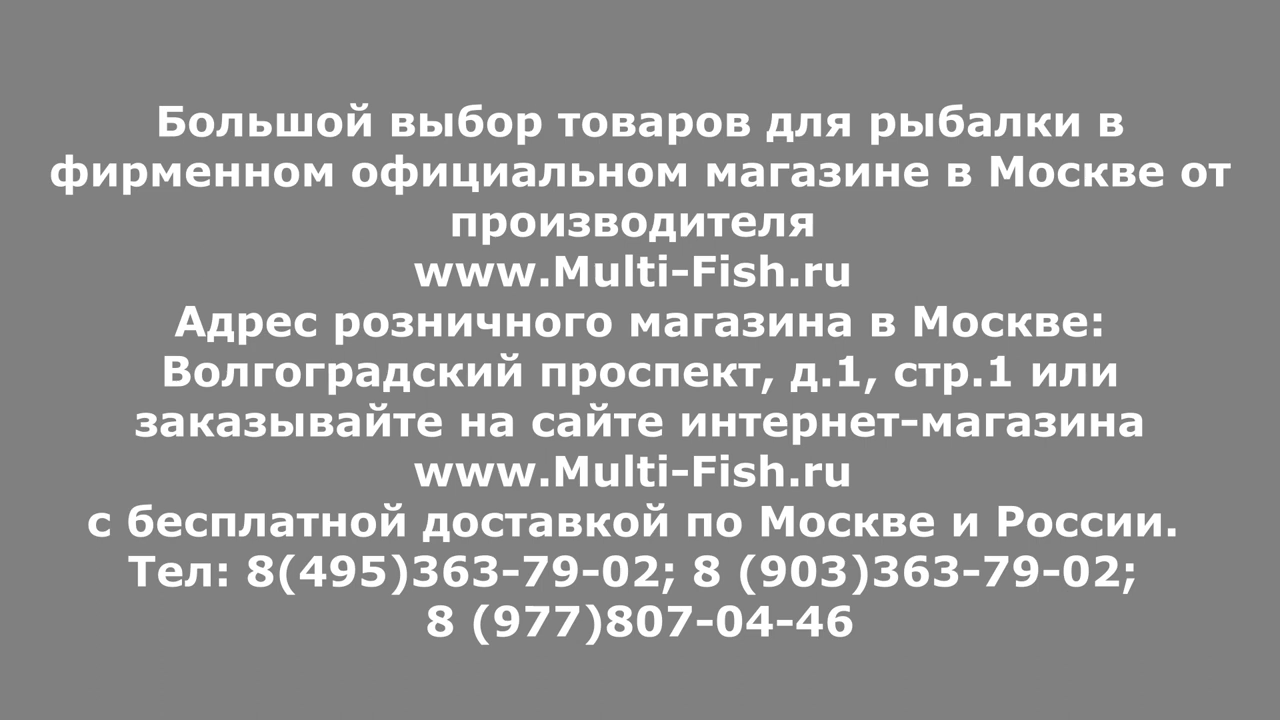 Большой выбор товаров для рыбалки в
фирменном официальном магазине в Москве от
производителя
www.Multi-Fish.ru
Адрес розничного магазина в Москве:
Волгоградский проспект, д.1, стр.1 или
заказывайте на сайте интернет-магазина
www.Multi-Fish.ru
с бесплатной доставкой по Москве и России.
Тел: 8(495)363-79-02; 8 (903)363-79-02;
8 (977)807-04-46